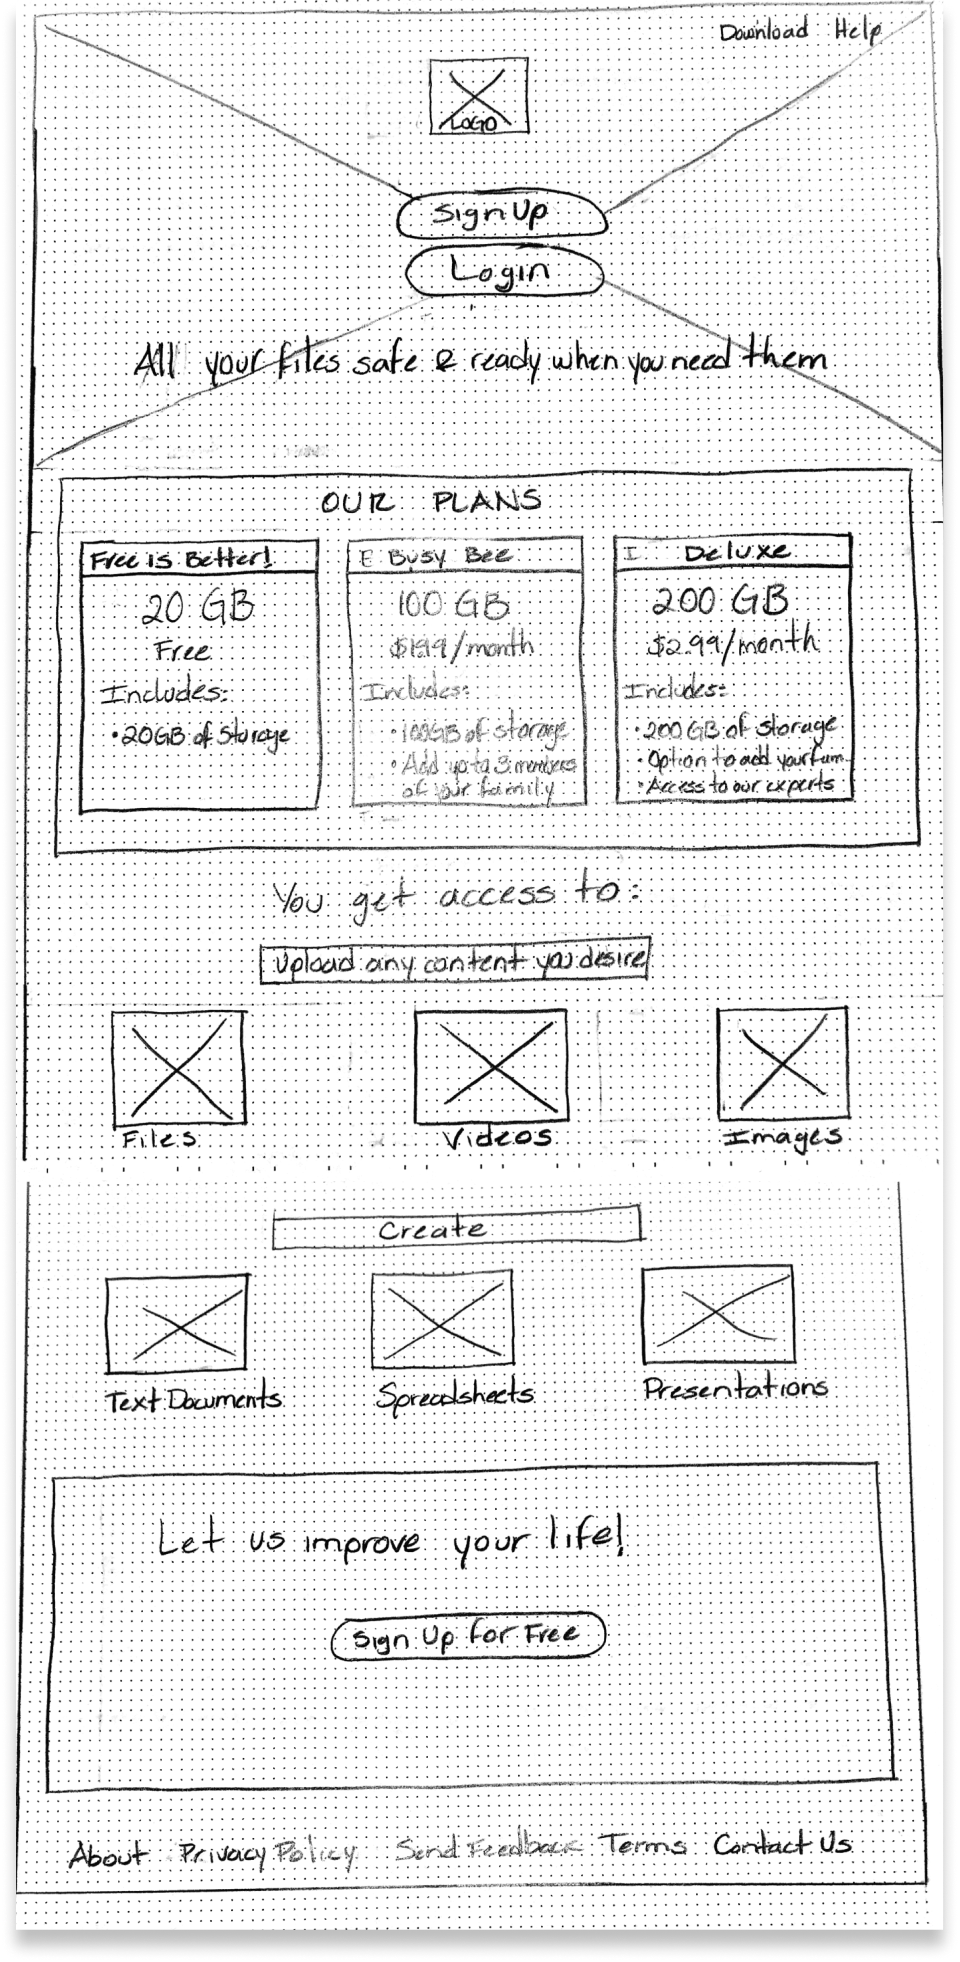 Download Help
LOGO
Sign Up
Login
All your files safe & ready when you need them
OUR PLANS
Free is Better!
20 GB
Free
Includes:
• 20GB of Storage
E Busy Bee
100 GB
/month
Includes:
• 100GB of storage
• Add up to 3 members
of your family
I Deluxe
200 GB
$2.99/month
Includes:
• 200 GB of storage
• Option to add your fam.
• Access to our experts
You get access to:
Upload any content you desire
Files Videos Images
Create
Text Documents Spreadsheets Presentations
Let us improve your life!
Sign Up for Free
About Privacy Policy Send Feedback Terms Contact Us